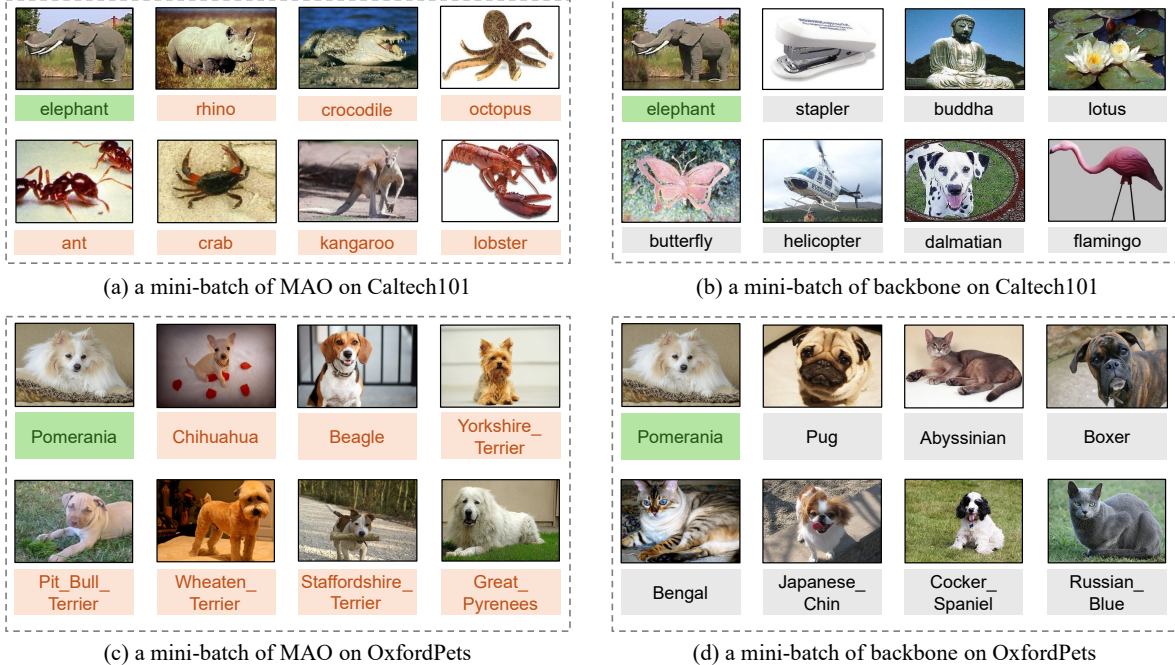 elephant rhino crocodile octopus
ant crab kangaroo lobster
(a) a mini-batch of MAO on Caltech101
elephant stapler buddha lotus
butterfly helicopter dalmatian flamingo
(b) a mini-batch of backbone on Caltech101
Pomerania Chihuahua Beagle Yorkshire_
Terrier
Pit_Bull_ Wheaten_ Staffordshire_ Great_
Terrier Terrier Terrier Pyrenees
(c) a mini-batch of MAO on OxfordPets
Pomerania Pug Abyssinian Boxer
Bengal Japanese_ Cocker_ Russian_
Chin Spaniel Blue
(d) a mini-batch of backbone on OxfordPets